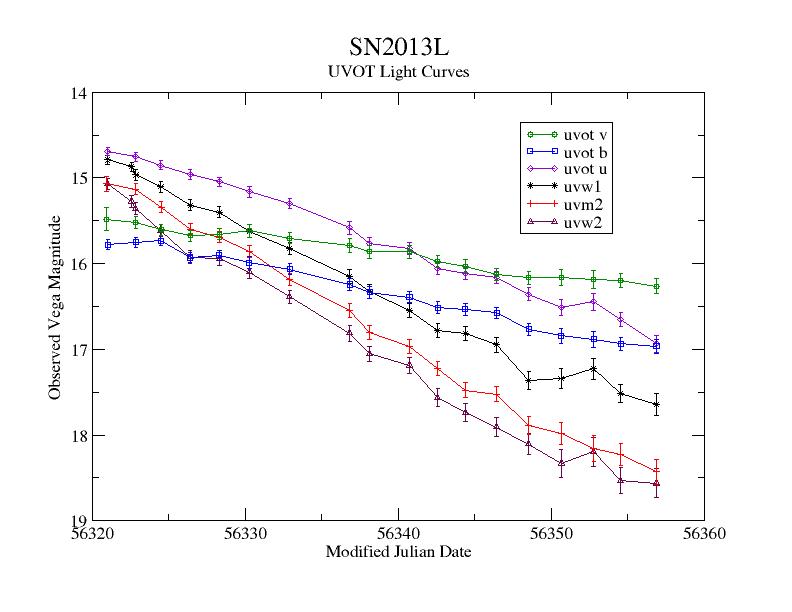 SN2013L
UVOT Light Curves
Observed Vega Magnitude
14
15
16
17
18
19
uvot v
uvot b
uvot u
uvw1
uvm2
uvw2
56320
56330
56340
56350
56360
Modified Julian Date